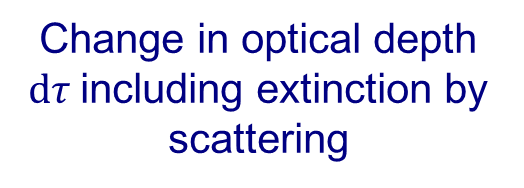 Change in optical depth
dτ including extinction by
scattering